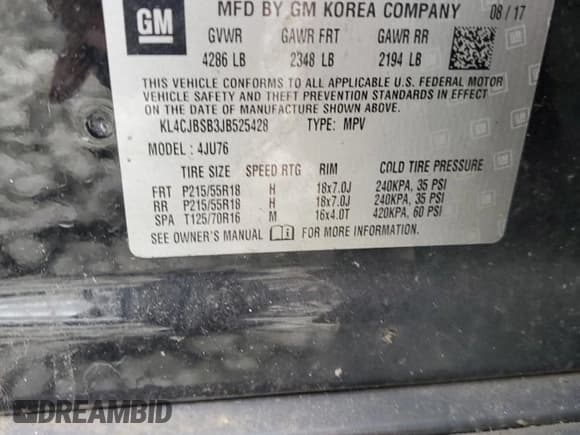 GM
MFD BY GM KOREA COMPANY 08 / 17
GVWR GAWR FRT GAWR RR
4286 LB 2348 LB 2194 LB
THIS VEHICLE CONFORMS TO ALL APPLICABLE U.S. FEDERAL MOTOR
VEHICLE SAFETY AND THEFT PREVENTION STANDARDS IN EFFECT
ON THE DATE OF MANUFACTURE SHOWN ABOVE.
KL4CJBSB3JB525428 TYPE: MPV
MODEL : 4JU76
TIRE SIZE SPEED RTG RIM COLD TIRE PRESSURE
FRT P215/55R18 H 18x7.0J 240KPA, 35 PSI
RR P215/55R18 H 18x7.0J 240KPA, 35 PSI
SPA T125/70R16 M 16x4.0T 420KPA, 60 PSI
SEE OWNER'S MANUAL FOR MORE INFORMATION.
DREAMBID